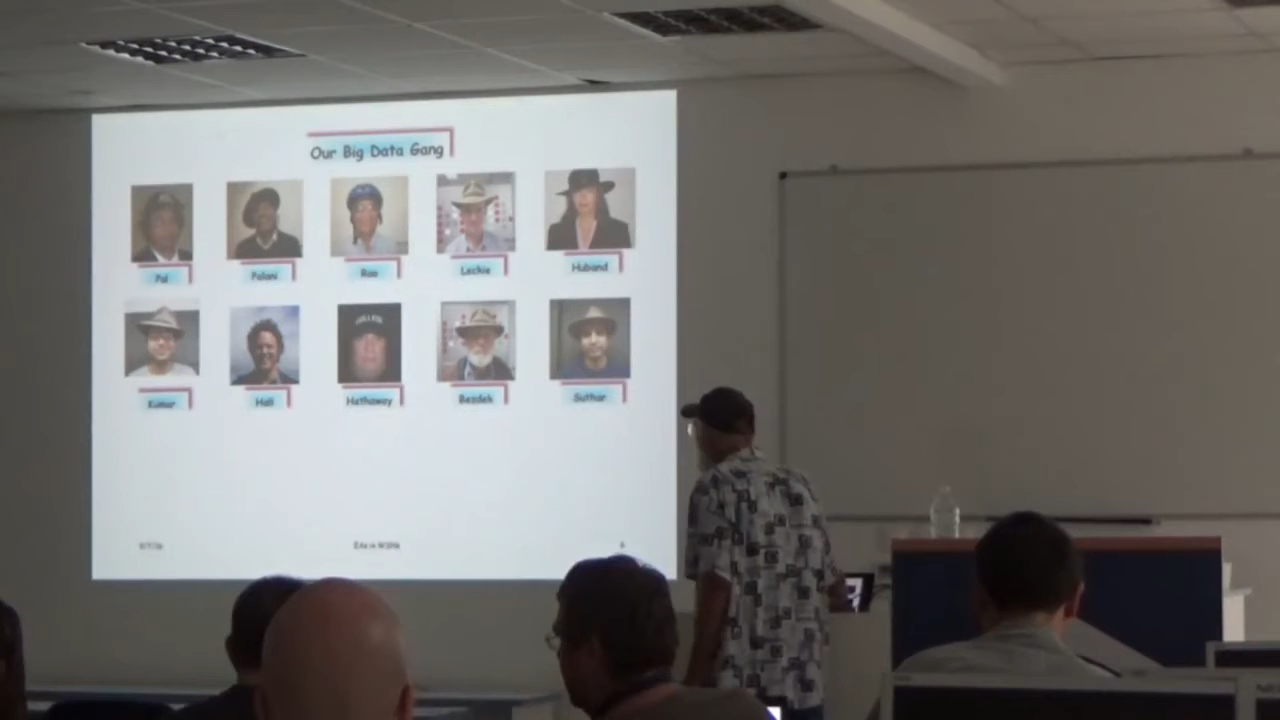 Our Big Data Gang
Pal Palani Rao Leckie Huband
Kumar Hall Hathaway Bezdek Suthar